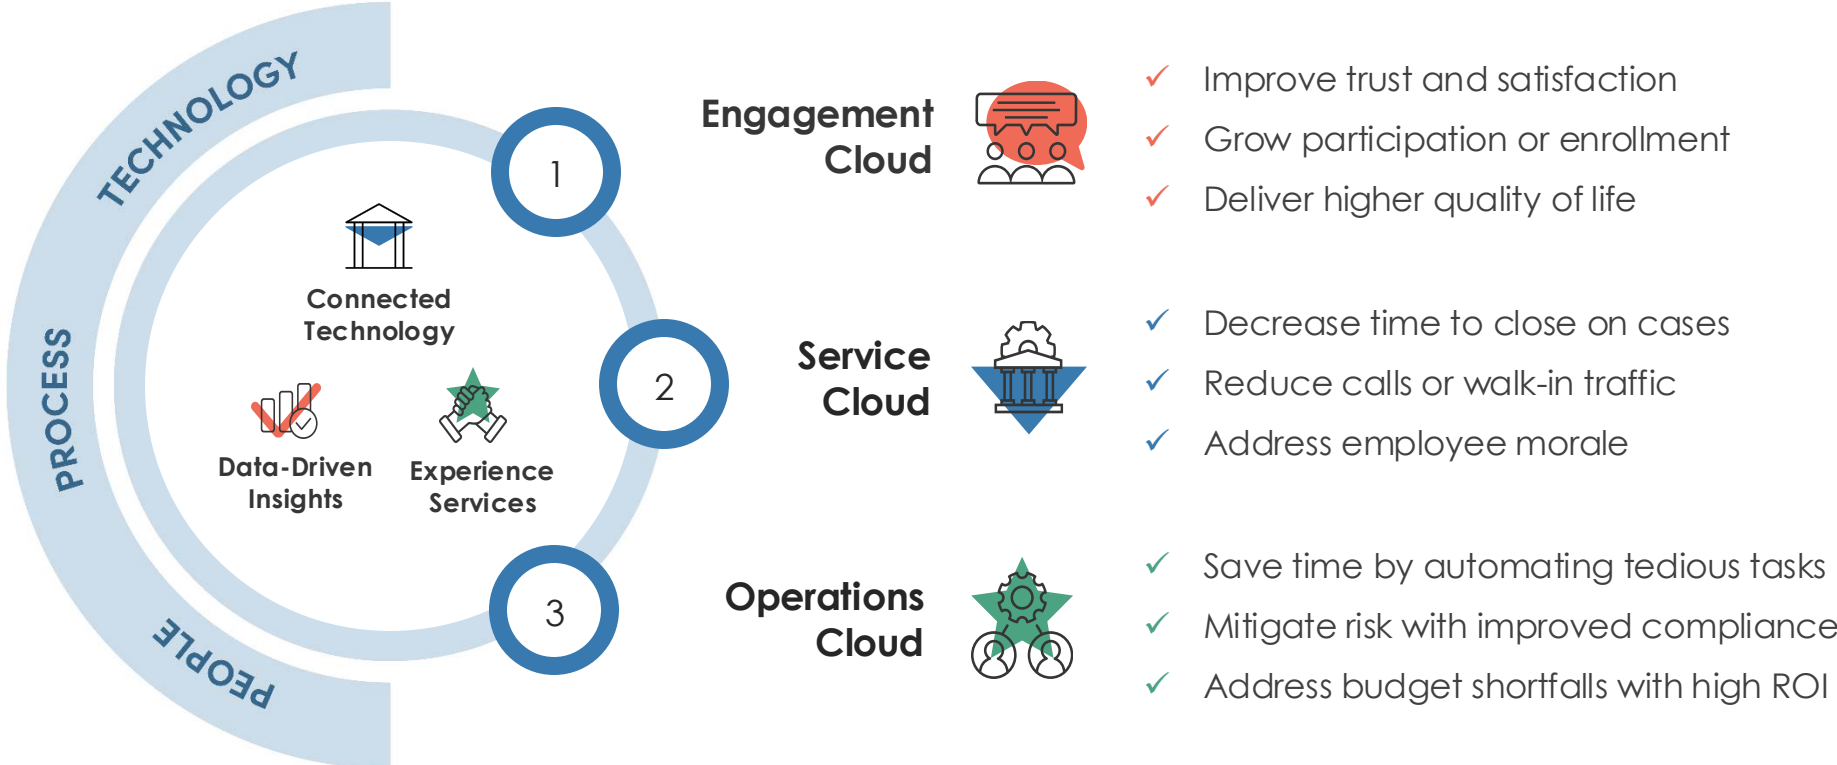 TECHNOLOGY
PROCESS
PEOPLE
Connected
Technology
Data-Driven
Insights
Experience
Services
1
Engagement
Cloud
✓ Improve trust and satisfaction
✓ Grow participation or enrollment
✓ Deliver higher quality of life
2
Service
Cloud
✓ Decrease time to close on cases
✓ Reduce calls or walk-in traffic
✓ Address employee morale
3
Operations
Cloud
✓ Save time by automating tedious tasks
✓ Mitigate risk with improved compliance
✓ Address budget shortfalls with high ROI